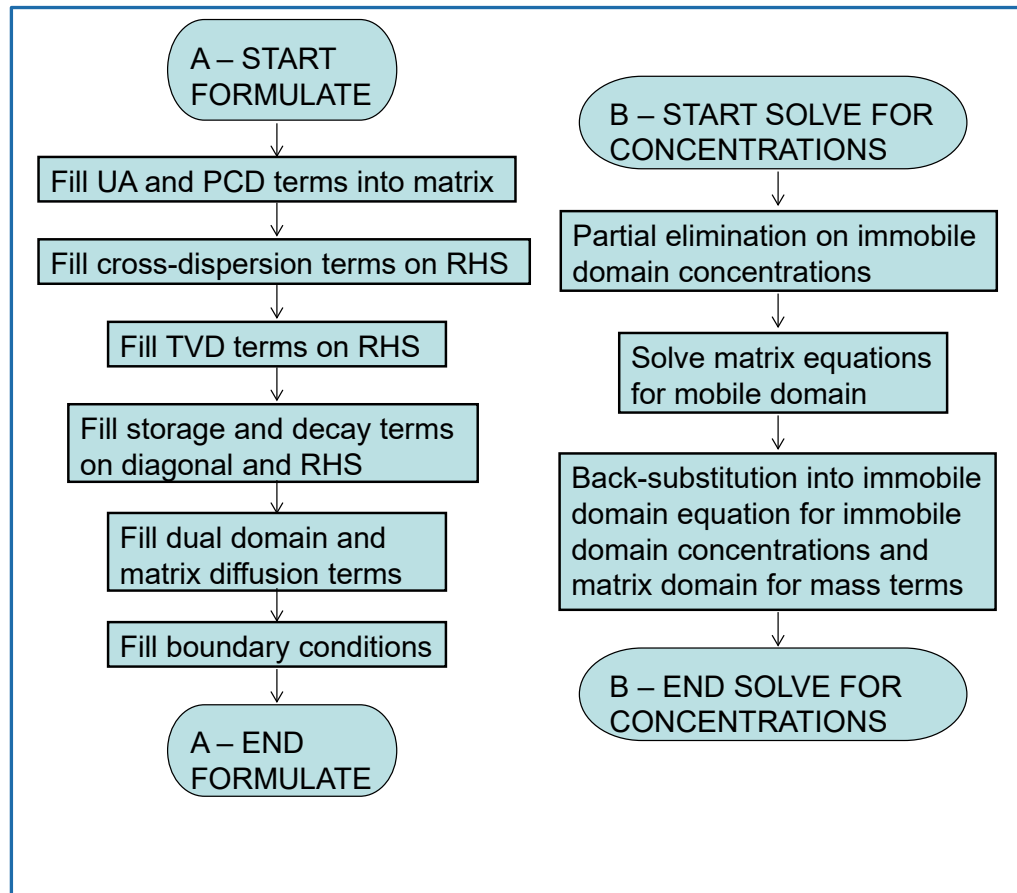 A – START
FORMULATE
Fill UA and PCD terms into matrix
Fill cross-dispersion terms on RHS
Fill TVD terms on RHS
Fill storage and decay terms
on diagonal and RHS
Fill dual domain and
matrix diffusion terms
Fill boundary conditions
A – END
FORMULATE
B – START SOLVE FOR
CONCENTRATIONS
Partial elimination on immobile
domain concentrations
Solve matrix equations
for mobile domain
Back-substitution into immobile
domain equation for immobile
domain concentrations and
matrix domain for mass terms
B – END SOLVE FOR
CONCENTRATIONS